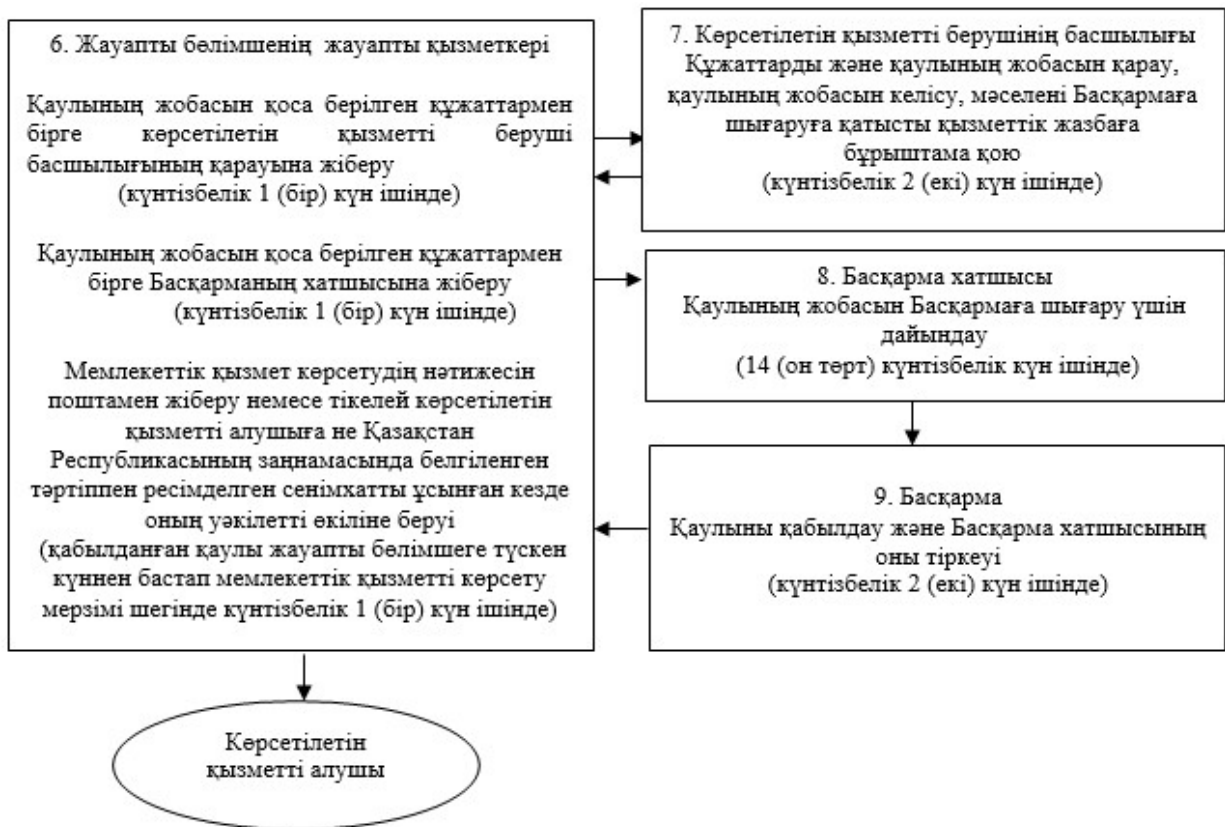 6. Жауапты бөлімшенің жауапты қызметкері
Қаулының жобасын қоса берілген құжаттармен
бірге көрсетілетін қызметті беруші
басшылығының қарауына жіберу
(күнтізбелік 1 (бір) күн ішінде)
Қаулының жобасын қоса берілген құжаттармен
бірге Басқарманың хатшысына жіберу
(күнтізбелік 1 (бір) күн ішінде)
Мемлекеттік қызмет көрсетудің нәтижесін
поштамен жіберу немесе тікелей көрсетілетін
қызметті алушыға не Қазақстан
Республикасының заңнамасында белгіленген
тәртіппен ресімделген сенімхатты ұсынған кезде
оның уәкілетті өкіліне беруі
(қабылданған қаулы жауапты бөлімшеге түскен
күннен бастап мемлекеттік қызметті көрсету
мерзімі шегінде күнтізбелік 1 (бір) күн ішінде)
7. Көрсетілетін қызметті берушінің басшылығы
Құжаттарды және қаулының жобасын қарау,
қаулының жобасын келісу, мәселені Басқармаға
шығаруға қатысты қызметтік жазбаға
бұрыштама қою
(күнтізбелік 2 (екі) күн ішінде)
8. Басқарма хатшысы
Қаулының жобасын Басқармаға шығару үшін
дайындау
(14 (он төрт) күнтізбелік күн ішінде)
9. Басқарма
Қаулыны қабылдау және Басқарма хатшысының
оны тіркеуі
(күнтізбелік 2 (екі) күн ішінде)
Көрсетілетін
қызметті алушы